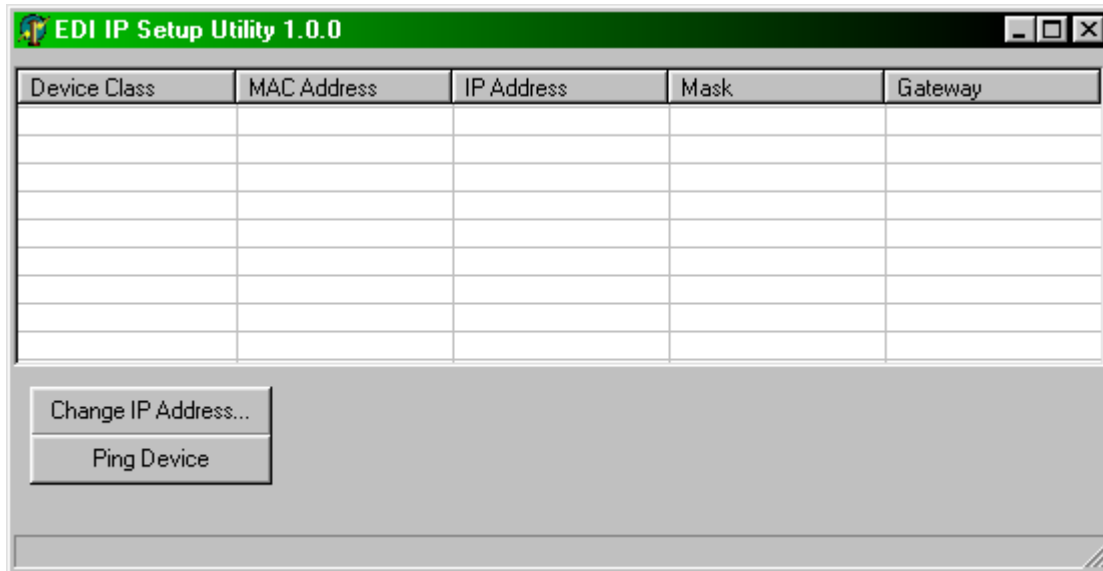 EDI IP Setup Utility 1.0.0
Device Class MAC Address IP Address Mask Gateway
Change IP Address...
Ping Device